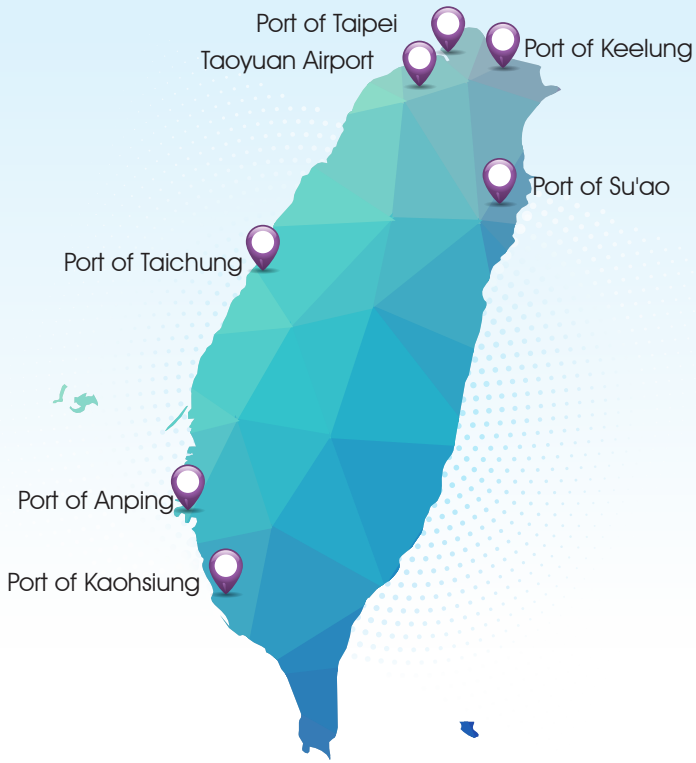 Port of Taipei
Port of Keelung
Taoyuan Airport
Port of Su'ao
Port of Taichung
Port of Anping
Port of Kaohsiung